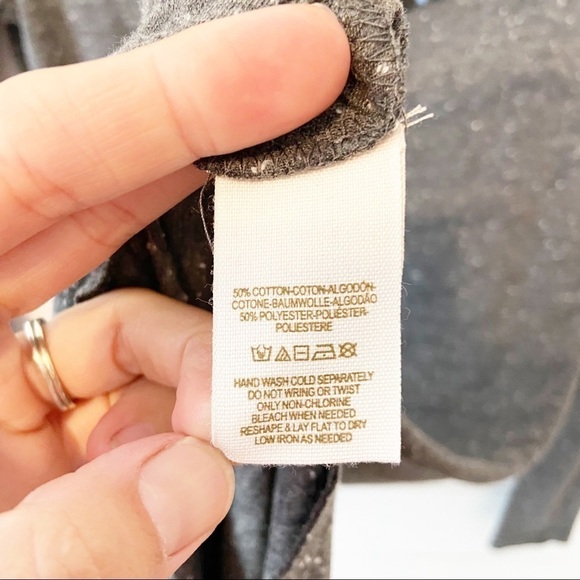 50% COTTON-COTON-ALGODÓN-
COTONE-BAUMWOLLE-ALGODÃO
50% POLYESTER-POLIÉSTER-
POLIESTERE
HAND WASH COLD SEPARATELY
DO NOT WRING OR TWIST
ONLY NON-CHLORINE
BLEACH WHEN NEEDED
RESHAPE & LAY FLAT TO DRY
LOW IRON AS NEEDED